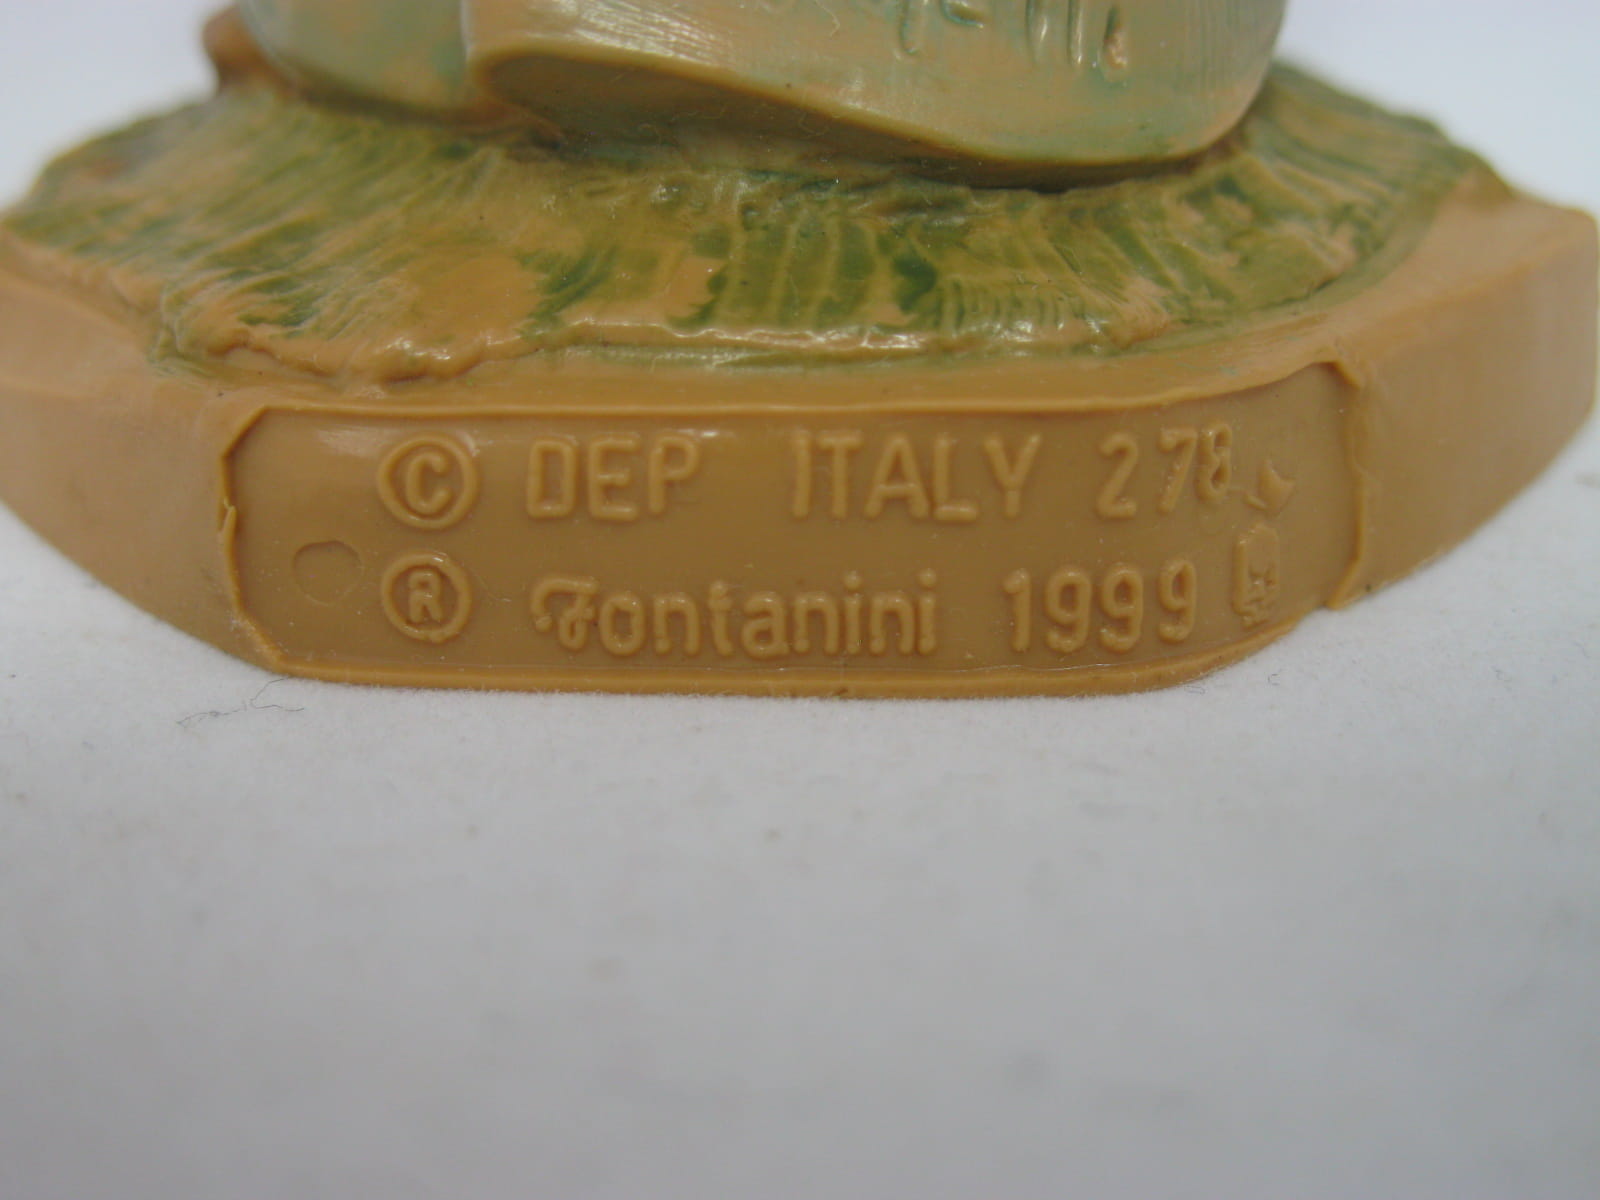 © DEP ITALY 278
® Fontanini 1999